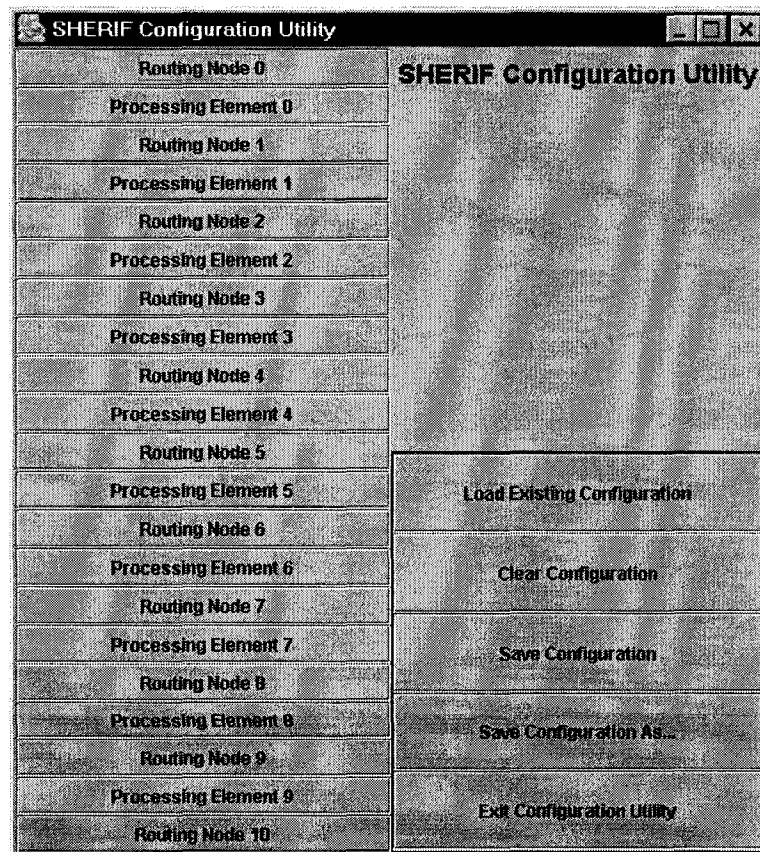 SHERIF Configuration Utility
Routing Node 0
Processing Element 0
Routing Node 1
Processing Element 1
Routing Node 2
Processing Element 2
Routing Node 3
Processing Element 3
Routing Node 4
Processing Element 4
Routing Node 5
Processing Element 5
Routing Node 6
Processing Element 6
Routing Node 7
Processing Element 7
Routing Node 8
Processing Element 8
Routing Node 9
Processing Element 9
Routing Node 10
SHERIF Configuration Utility
Load Existing Configuration
Clear Configuration
Save Configuration
Save Configuration As...
Exit Configuration Utility